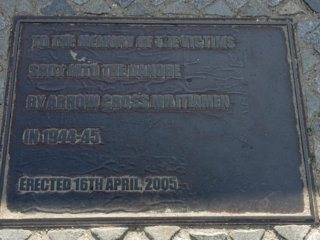 TO THE MEMORY OF THE VICTIMS
SHOT INTO THE DANUBE
BY ARROW CROSS MILITIAMEN
IN 1944-45
ERECTED 16TH APRIL, 2005